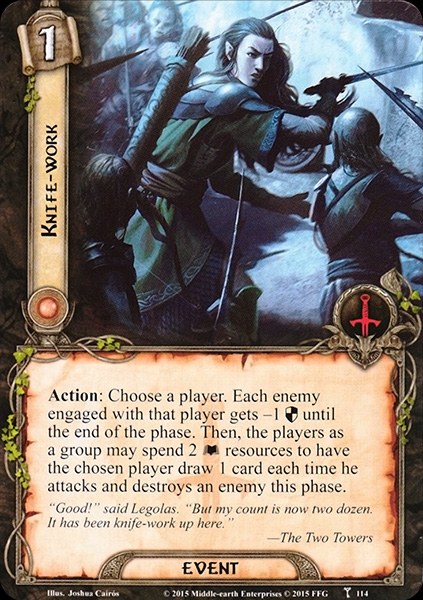 1
KNIFE-WORK
Action: Choose a player. Each enemy
engaged with that player gets −1 until
the end of the phase. Then, the players as
a group may spend 2 resources to have
the chosen player draw 1 card each time he
attacks and destroys an enemy this phase.
“Good!” said Legolas. “But my count is now two dozen.
It has been knife-work up here.”
—The Two Towers
EVENT
Illus. Joshua Cairós
© 2015 Middle-earth Enterprises © 2015 FFG
114